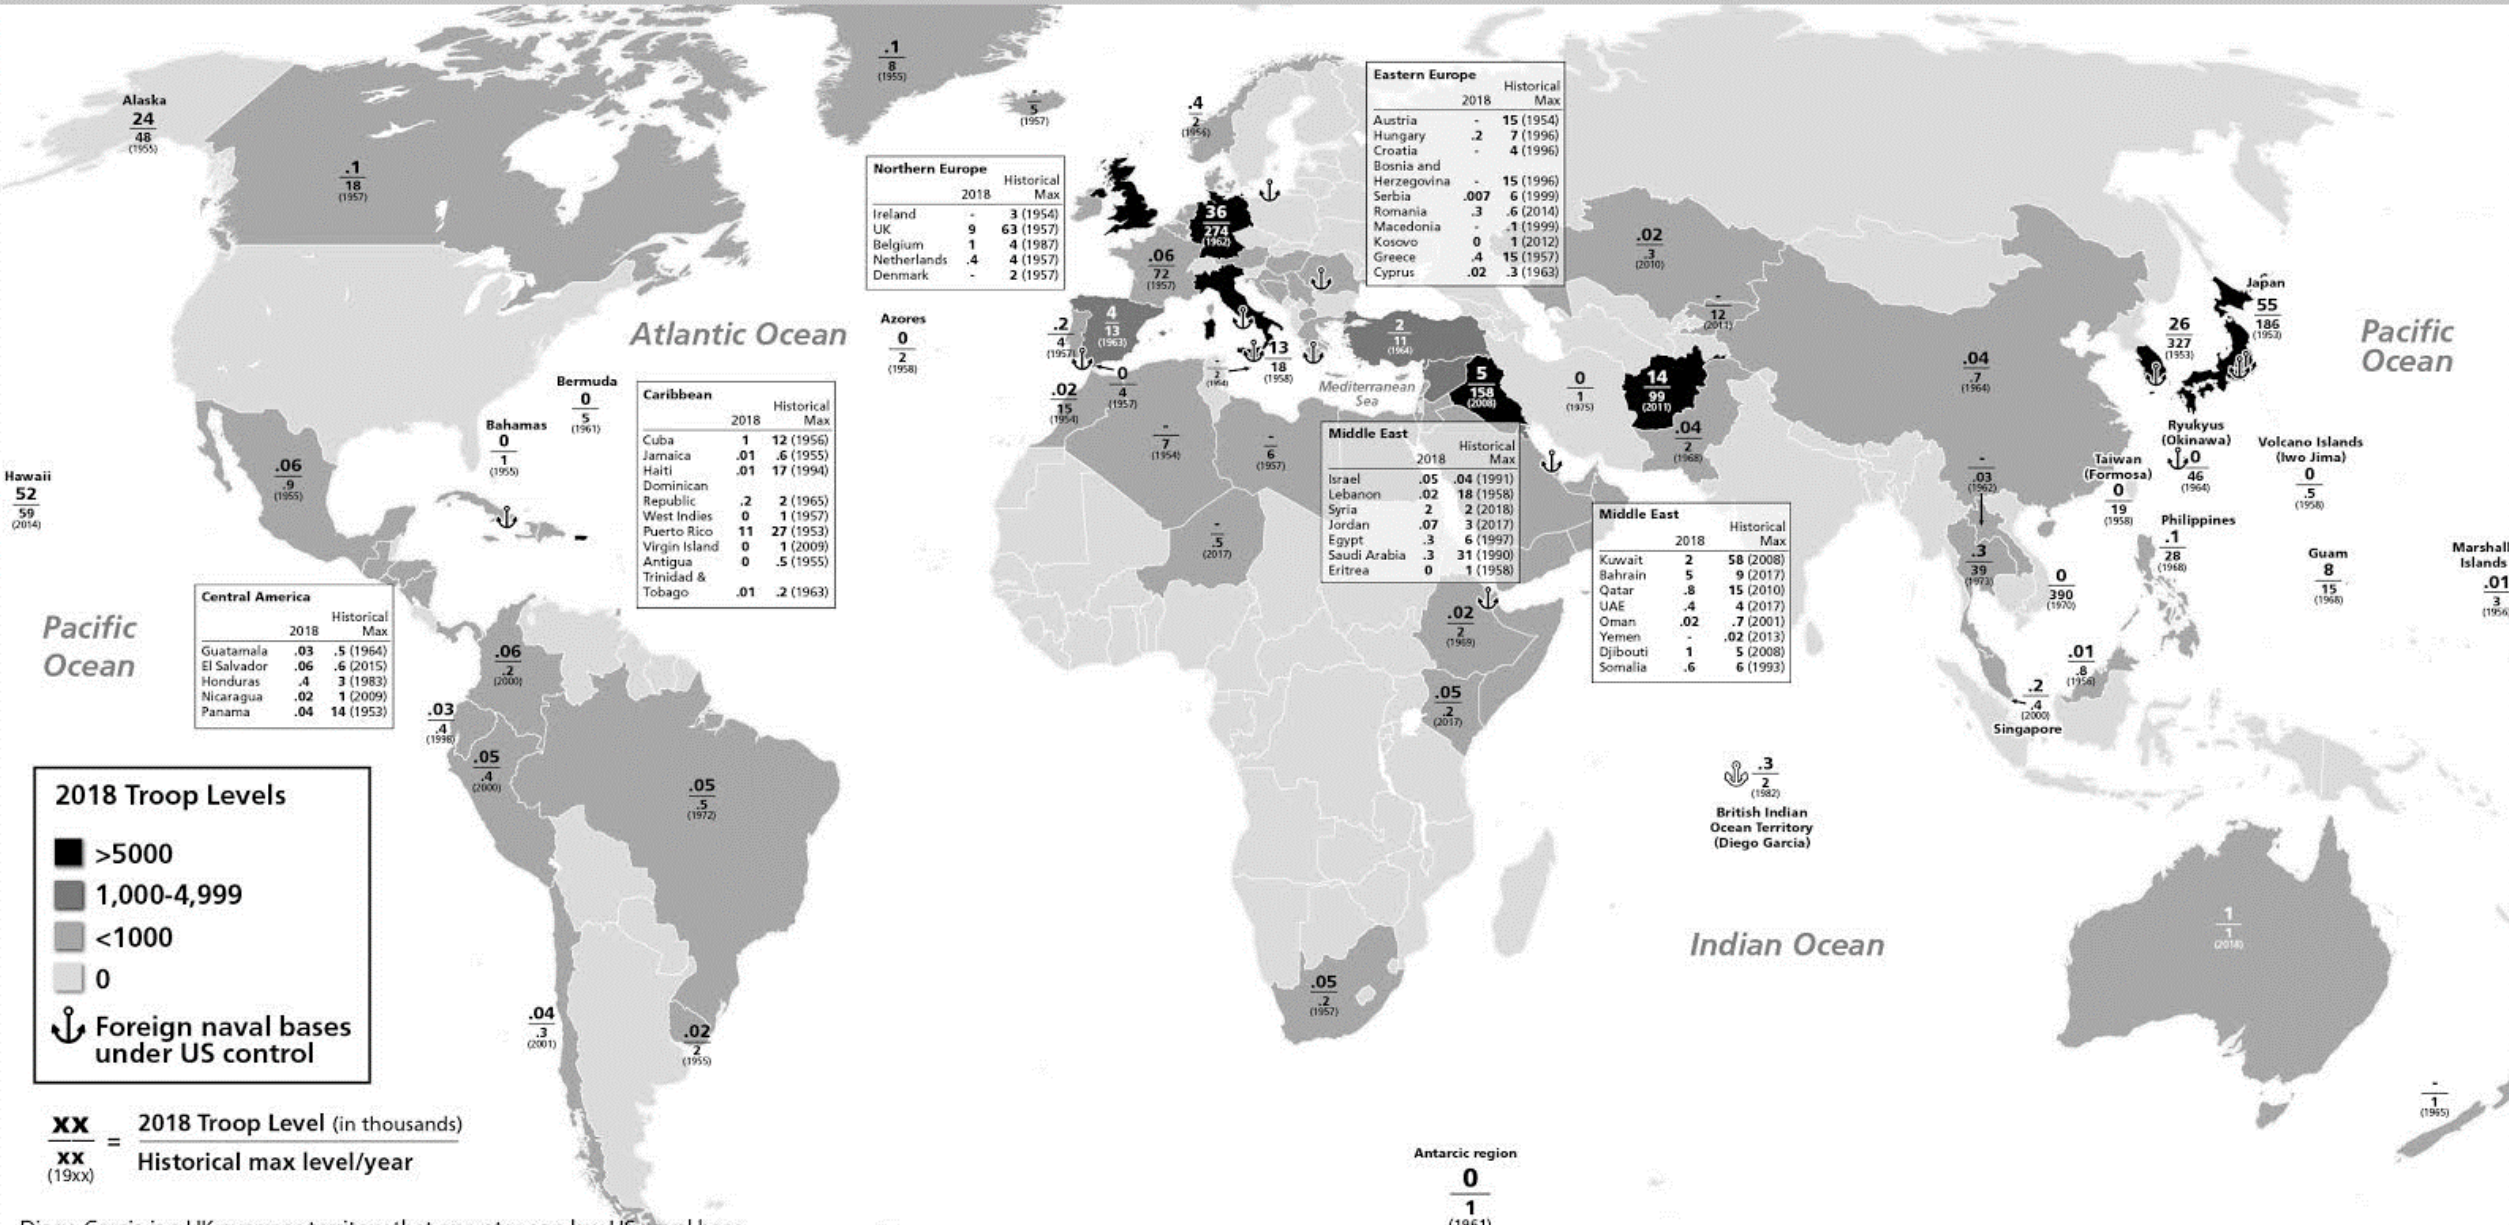 Alaska
24
48
(1955)
.1
18
(1957)
.1
8
(1955)
-
5
(1957)
.4
2
(1956)
Northern Europe
Historical
2018 Max
Ireland - 3 (1954)
UK 9 63 (1957)
Belgium 1 4 (1987)
Netherlands .4 4 (1957)
Denmark - 2 (1957)
Eastern Europe
Historical
2018 Max
Austria - 15 (1954)
Hungary .2 7 (1996)
Croatia - 4 (1996)
Bosnia and
Herzegovina - 15 (1996)
Serbia .007 6 (1999)
Romania .3 .6 (2014)
Macedonia - .1 (1999)
Kosovo 0 1 (2012)
Greece .4 15 (1957)
Cyprus .02 .3 (1963)
36
274
(1962)
.06
72
(1957)
.2
4
(1957)
4
13
(1963)
13
18
(1958)
2
11
(1964)
5
158
(2008)
0
1
(1975)
14
99
(2011)
.04
2
(1968)
.02
.3
(2010)
-
12
(2011)
.04
.7
(1964)
26
327
(1953)
Japan
55
186
(1953)
Pacific
Ocean
Atlantic Ocean
Azores
0
2
(1958)
Bermuda
0
5
(1961)
Bahamas
0
1
(1955)
Hawaii
52
59
(2014)
.06
.9
(1955)
Caribbean
Historical
2018 Max
Cuba 1 12 (1956)
Jamaica .01 .6 (1955)
Haiti .01 17 (1994)
Dominican
Republic .2 2 (1965)
West Indies 0 1 (1957)
Puerto Rico 11 27 (1953)
Virgin Island 0 1 (2009)
Antigua 0 .5 (1955)
Trinidad &
Tobago .01 .2 (1963)
.02
15
(1954)
0
4
(1957)
-
2
(1954)
Mediterranean
Sea
-
7
(1954)
-
6
(1957)
-
.5
(2017)
Middle East
Historical
2018 Max
Israel .05 .04 (1991)
Lebanon .02 18 (1958)
Syria 2 2 (2018)
Jordan .07 3 (2017)
Egypt .3 6 (1997)
Saudi Arabia .3 31 (1990)
Eritrea 0 1 (1958)
Middle East
Historical
2018 Max
Kuwait 2 58 (2008)
Bahrain 5 9 (2017)
Qatar .8 15 (2010)
UAE .4 4 (2017)
Oman .02 .7 (2001)
Yemen - .02 (2013)
Djibouti 1 5 (2008)
Somalia .6 6 (1993)
Ryukyus
(Okinawa)
0
46
(1964)
Volcano Islands
(Iwo Jima)
0
.5
(1958)
Taiwan
(Formosa)
0
19
(1958)
Philippines
.1
28
(1968)
Guam
8
15
(1968)
Marshall
Islands
.01
3
(1956
-
.03
(1962)
.3
39
(1973)
0
390
(1970)
.01
.8
(1956)
.2
.4
(2000)
Singapore
Central America
Historical
2018 Max
Guatamala .03 .5 (1964)
El Salvador .06 .6 (2015)
Honduras .4 3 (1983)
Nicaragua .02 1 (2009)
Panama .04 14 (1953)
Pacific
Ocean
.06
.2
(2000)
.03
.4
(1998)
.05
.4
(2000)
.05
.5
(1972)
.04
.3
(2001)
.02
2
(1955)
.02
2
(1969)
.05
.2
(2017)
.05
.2
(1957)
.3
2
(1982)
British Indian
Ocean Territory
(Diego Garcia)
Indian Ocean
1
1
(2018)
-
1
(1965)
Antarcic region
0
1
(1961)
2018 Troop Levels
>5000
1,000-4,999
<1000
0
Foreign naval bases
under US control
xx
xx
(19xx)
=
2018 Troop Level (in thousands)
Historical max level/year